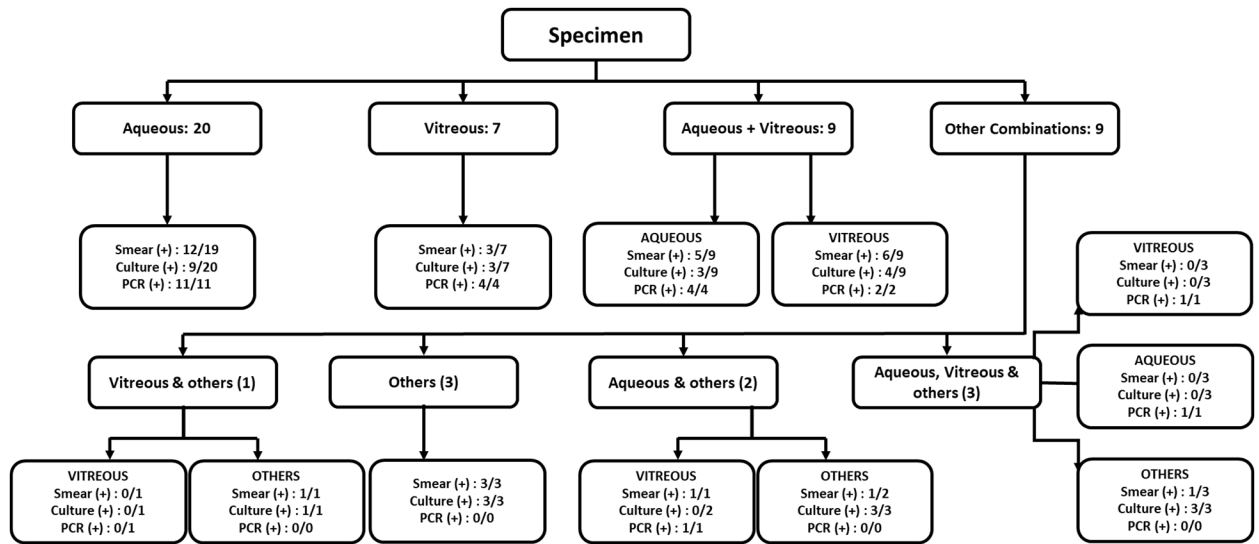 Specimen
Aqueous: 20
Vitreous: 7
Aqueous + Vitreous: 9
Other Combinations: 9
Smear (+) : 12/19
Culture (+) : 9/20
PCR (+) : 11/11
Smear (+) : 3/7
Culture (+) : 3/7
PCR (+) : 4/4
AQUEOUS
Smear (+) : 5/9
Culture (+) : 3/9
PCR (+) : 4/4
VITREOUS
Smear (+) : 6/9
Culture (+) : 4/9
PCR (+) : 2/2
VITREOUS
Smear (+) : 0/3
Culture (+) : 0/3
PCR (+) : 1/1
Vitreous & others (1)
Others (3)
Aqueous & others (2)
Aqueous, Vitreous &
others (3)
AQUEOUS
Smear (+) : 0/3
Culture (+) : 0/3
PCR (+) : 1/1
VITREOUS
Smear (+) : 0/1
Culture (+) : 0/1
PCR (+) : 0/1
OTHERS
Smear (+) : 1/1
Culture (+) : 1/1
PCR (+) : 0/0
Smear (+) : 3/3
Culture (+) : 3/3
PCR (+) : 0/0
VITREOUS
Smear (+) : 1/1
Culture (+) : 0/2
PCR (+) : 1/1
OTHERS
Smear (+) : 1/2
Culture (+) : 3/3
PCR (+) : 0/0
OTHERS
Smear (+) : 1/3
Culture (+) : 3/3
PCR (+) : 0/0